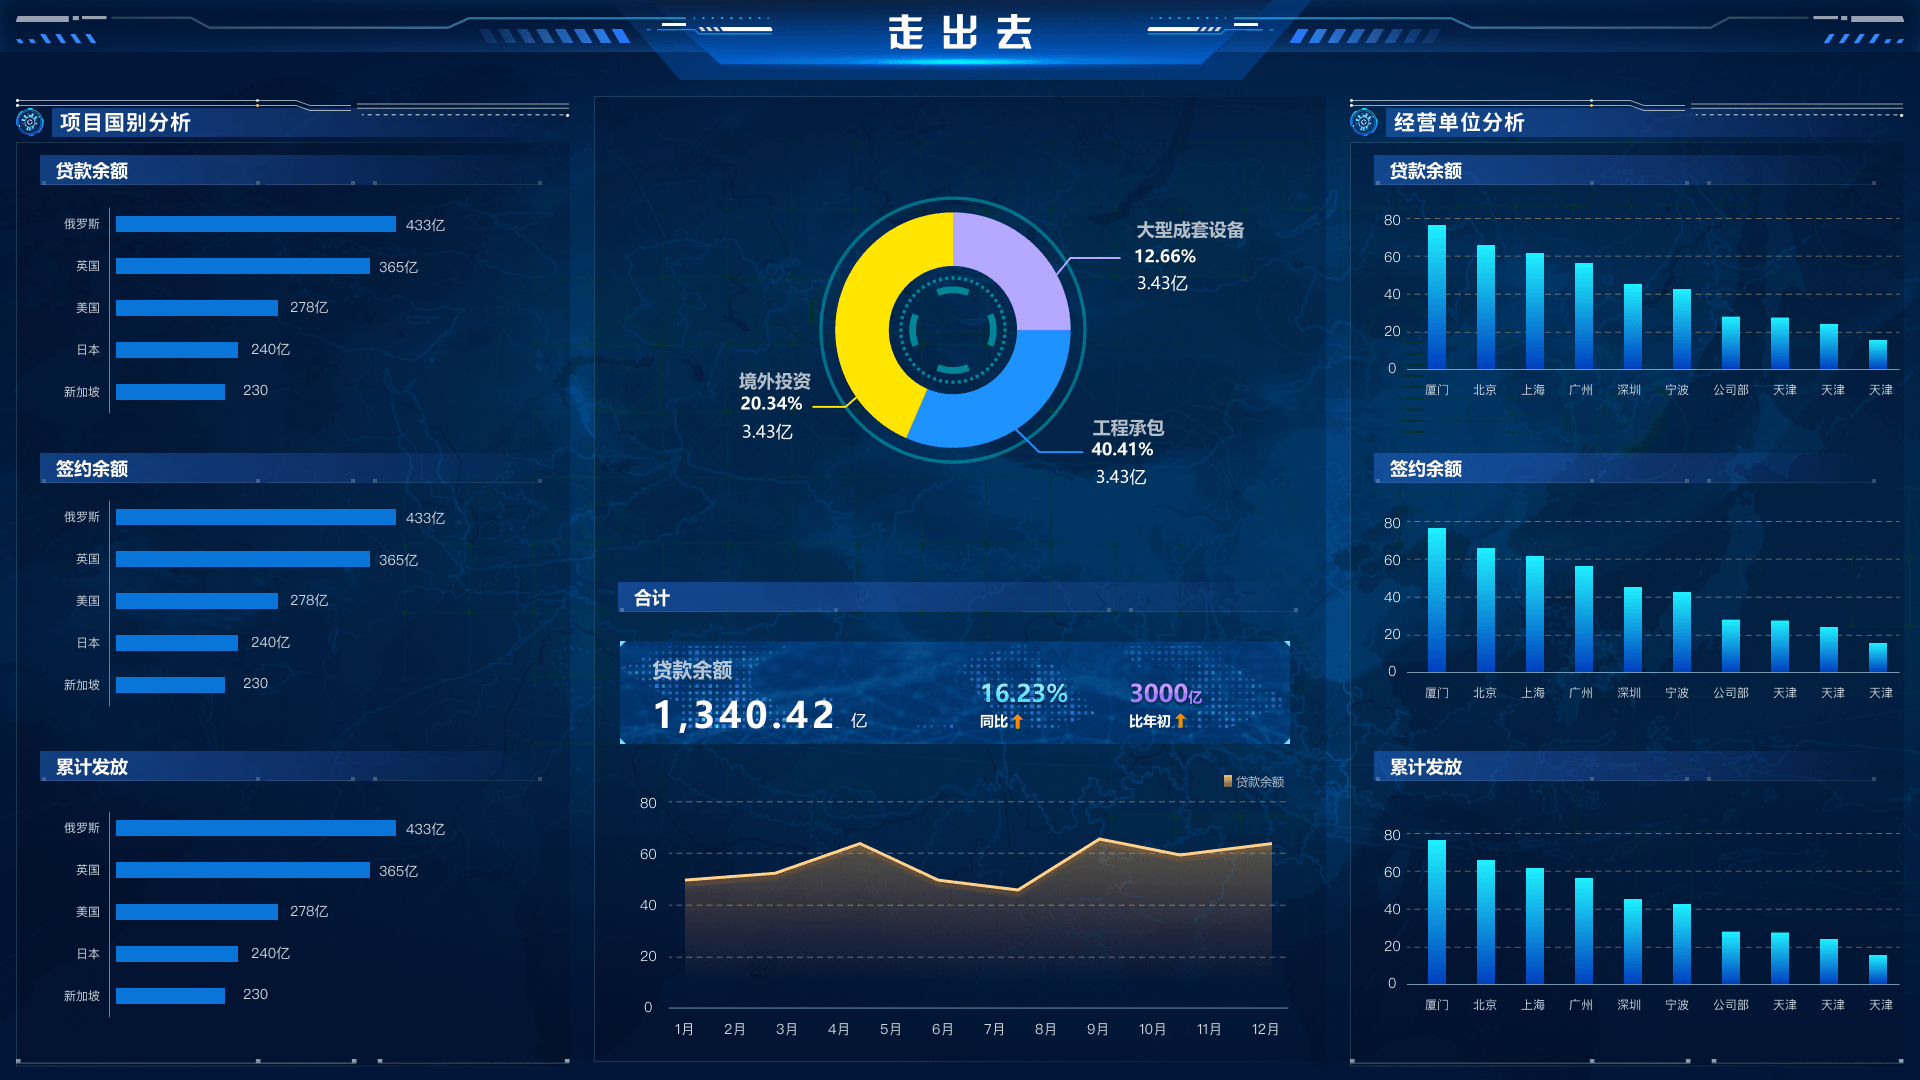 走出去
项目国别分析
贷款余额
俄罗斯 433亿
英国 365亿
美国 278亿
日本 240亿
新加坡 230
签约余额
俄罗斯 433亿
英国 365亿
美国 278亿
日本 240亿
新加坡 230
累计发放
俄罗斯 433亿
英国 365亿
美国 278亿
日本 240亿
新加坡 230
大型成套设备
12.66%
3.43亿
境外投资
20.34%
3.43亿
工程承包
40.41%
3.43亿
合计
贷款余额
1,340.42 亿
16.23%
同比
3000亿
比年初
贷款余额
80
60
40
20
0
1月 2月 3月 4月 5月 6月 7月 8月 9月 10月 11月 12月
经营单位分析
贷款余额
80
60
40
20
0
厦门 北京 上海 广州 深圳 宁波 公司部 天津 天津 天津
签约余额
80
60
40
20
0
厦门 北京 上海 广州 深圳 宁波 公司部 天津 天津 天津
累计发放
80
60
40
20
0
厦门 北京 上海 广州 深圳 宁波 公司部 天津 天津 天津